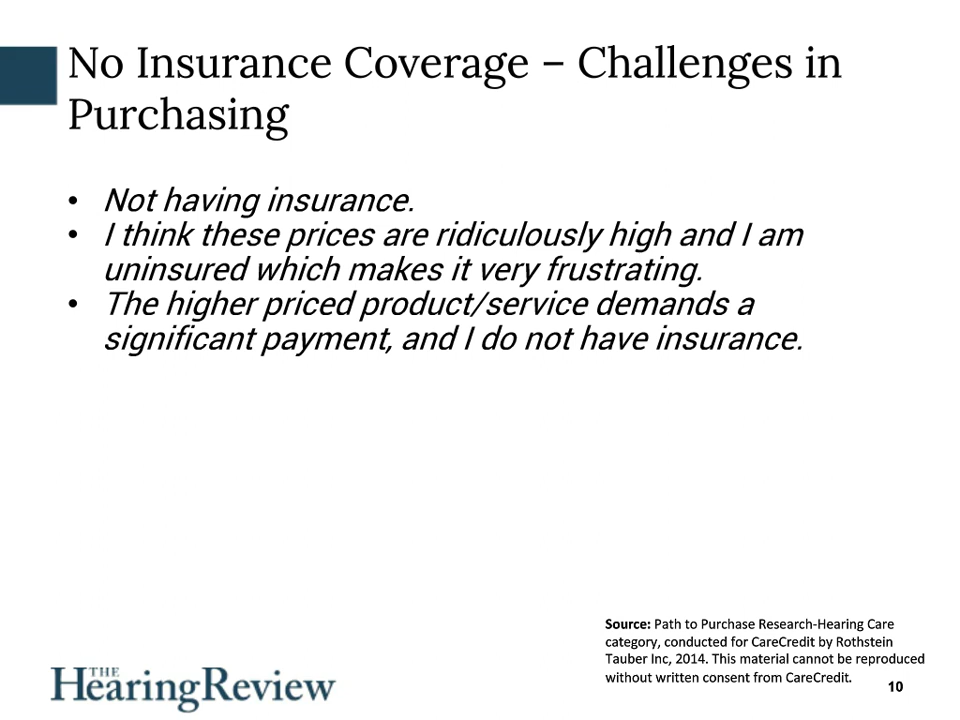 No Insurance Coverage – Challenges in
Purchasing
• Not having insurance.
• I think these prices are ridiculously high and I am
uninsured which makes it very frustrating.
• The higher priced product/service demands a
significant payment, and I do not have insurance.
Source: Path to Purchase Research-Hearing Care
category, conducted for CareCredit by Rothstein
Tauber Inc, 2014. This material cannot be reproduced
without written consent from CareCredit.
THE HearingReview
10